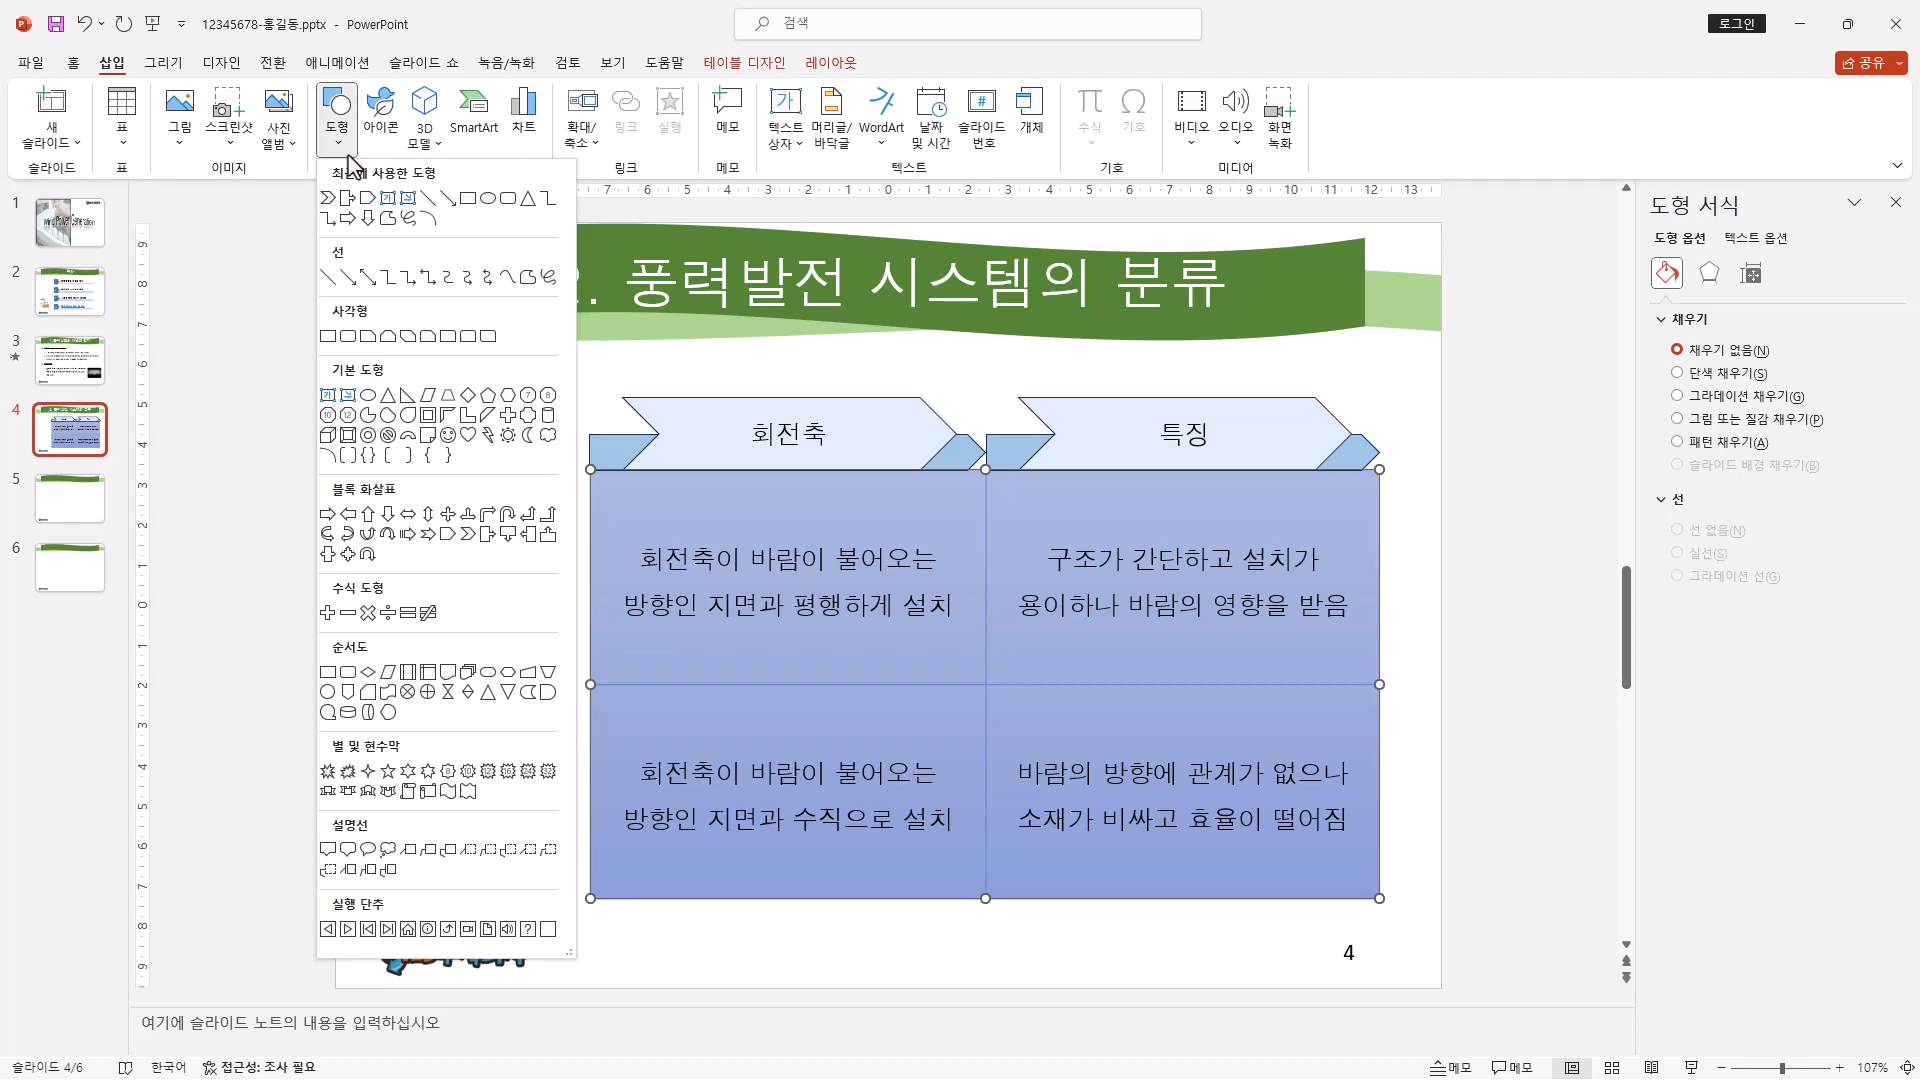 12345678-홍길동.pptx - PowerPoint
검색
로그인
파일 홈 삽입 그리기 디자인 전환 애니메이션 슬라이드 쇼 녹음/녹화 검토 보기 도움말 테이블 디자인 레이아웃
공유
새 슬라이드
표
그림
스크린샷
사진 앨범
도형
아이콘
3D 모델
SmartArt
차트
확대/축소
링크
실행
메모
텍스트 상자
머리글/바닥글
WordArt
날짜 및 시간
슬라이드 번호
개체
수식
기호
비디오
오디오
화면 녹화
슬라이드 표 이미지 링크 메모 텍스트 기호 미디어
사용한 도형
선
사각형
기본 도형
블록 화살표
수식 도형
순서도
별 및 현수막
설명선
실행 단추
1
2
3
4
5
6
. 풍력발전 시스템의 분류
회전축
특징
회전축이 바람이 불어오는
방향인 지면과 평행하게 설치
구조가 간단하고 설치가
용이하나 바람의 영향을 받음
회전축이 바람이 불어오는
방향인 지면과 수직으로 설치
바람의 방향에 관계가 없으나
소재가 비싸고 효율이 떨어짐
4
도형 서식
도형 옵션 텍스트 옵션
채우기
채우기 없음(N)
단색 채우기(S)
그라데이션 채우기(G)
그림 또는 질감 채우기(P)
패턴 채우기(A)
슬라이드 배경 채우기(B)
선
선 없음(N)
실선(S)
그라데이션 선(G)
여기에 슬라이드 노트의 내용을 입력하십시오
슬라이드 4/6 한국어 접근성: 조사 필요
메모 메모 107%